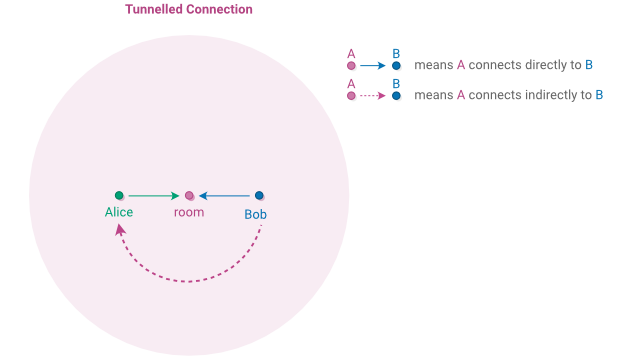 Tunnelled Connection
A B
means A connects directly to B
A B
means A connects indirectly to B
Alice room Bob